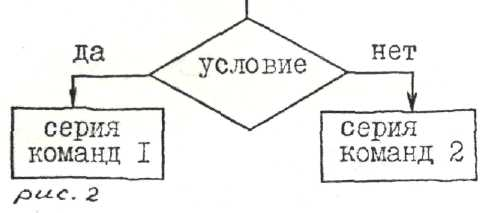 да
условие
нет
серия
команд I
серия
команд 2
рис. 2